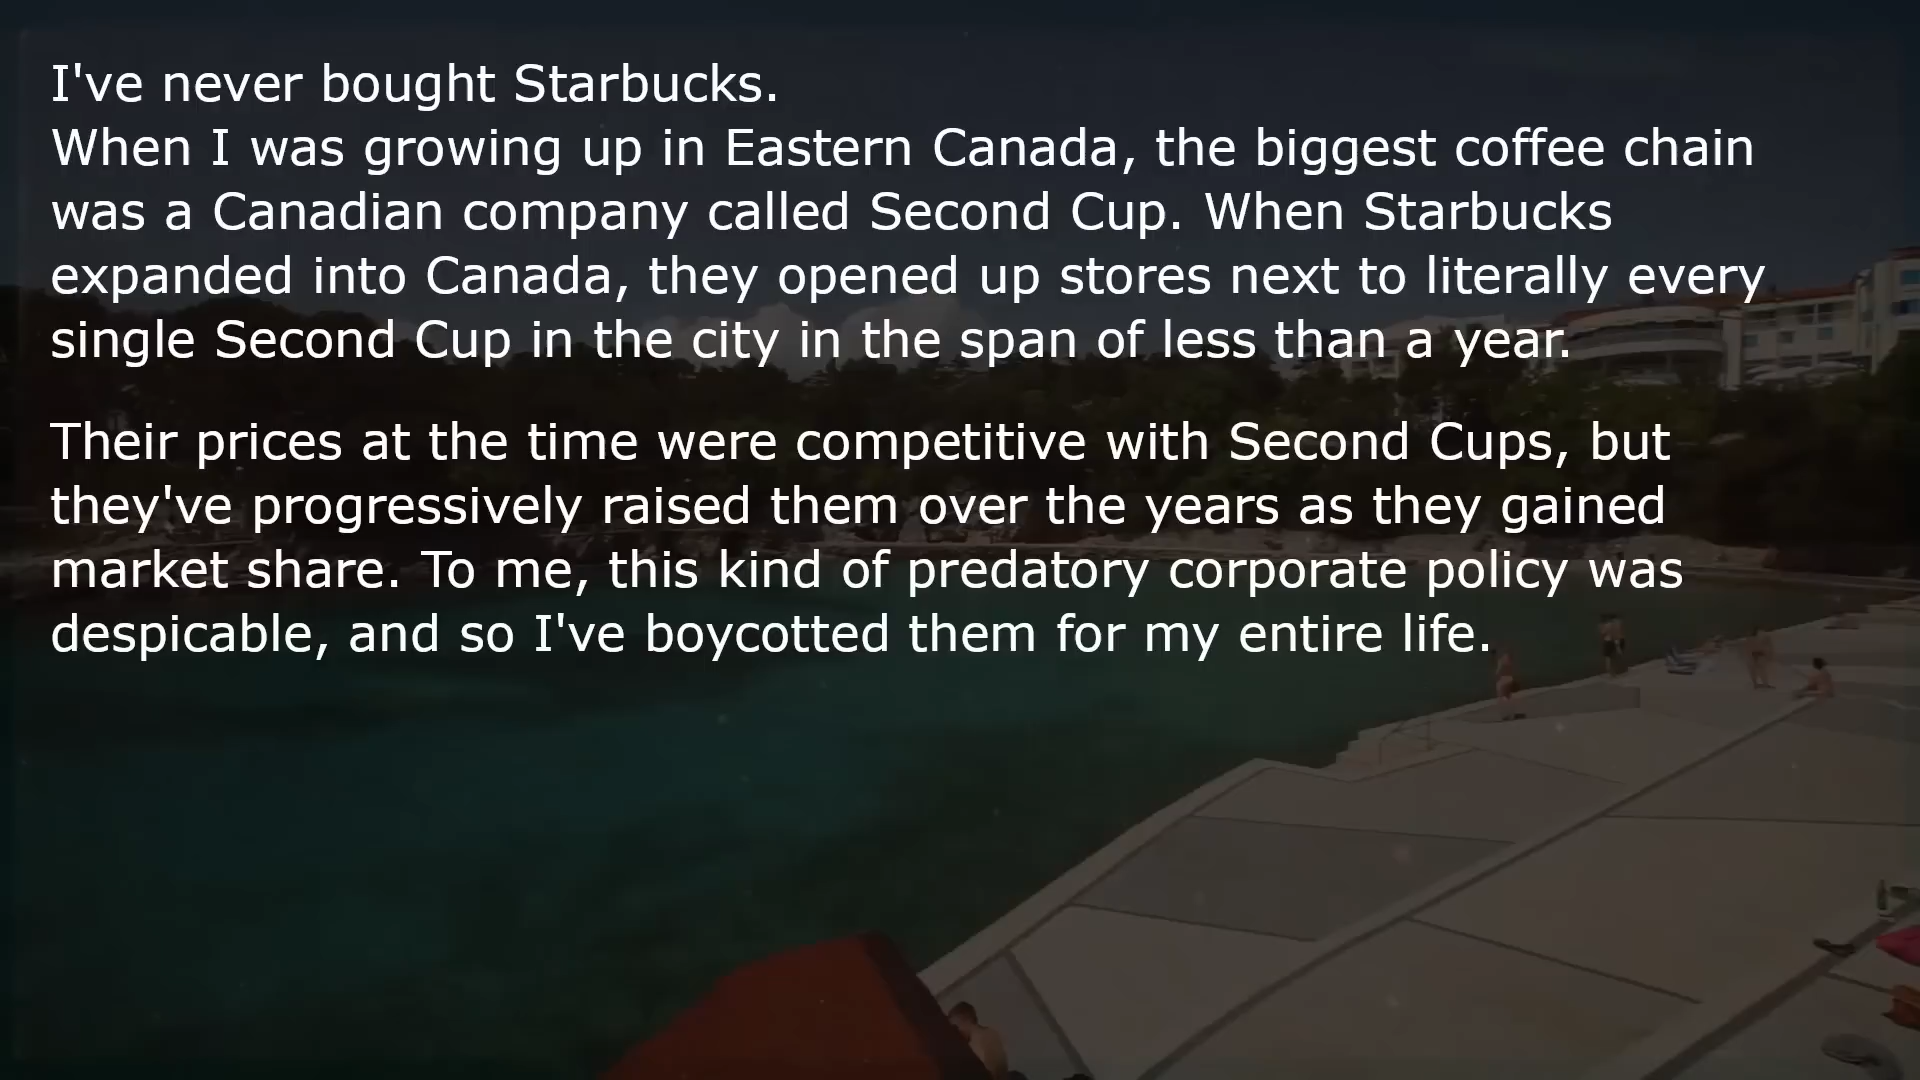 I've never bought Starbucks.
When I was growing up in Eastern Canada, the biggest coffee chain
was a Canadian company called Second Cup. When Starbucks
expanded into Canada, they opened up stores next to literally every
single Second Cup in the city in the span of less than a year.
Their prices at the time were competitive with Second Cups, but
they've progressively raised them over the years as they gained
market share. To me, this kind of predatory corporate policy was
despicable, and so I've boycotted them for my entire life.